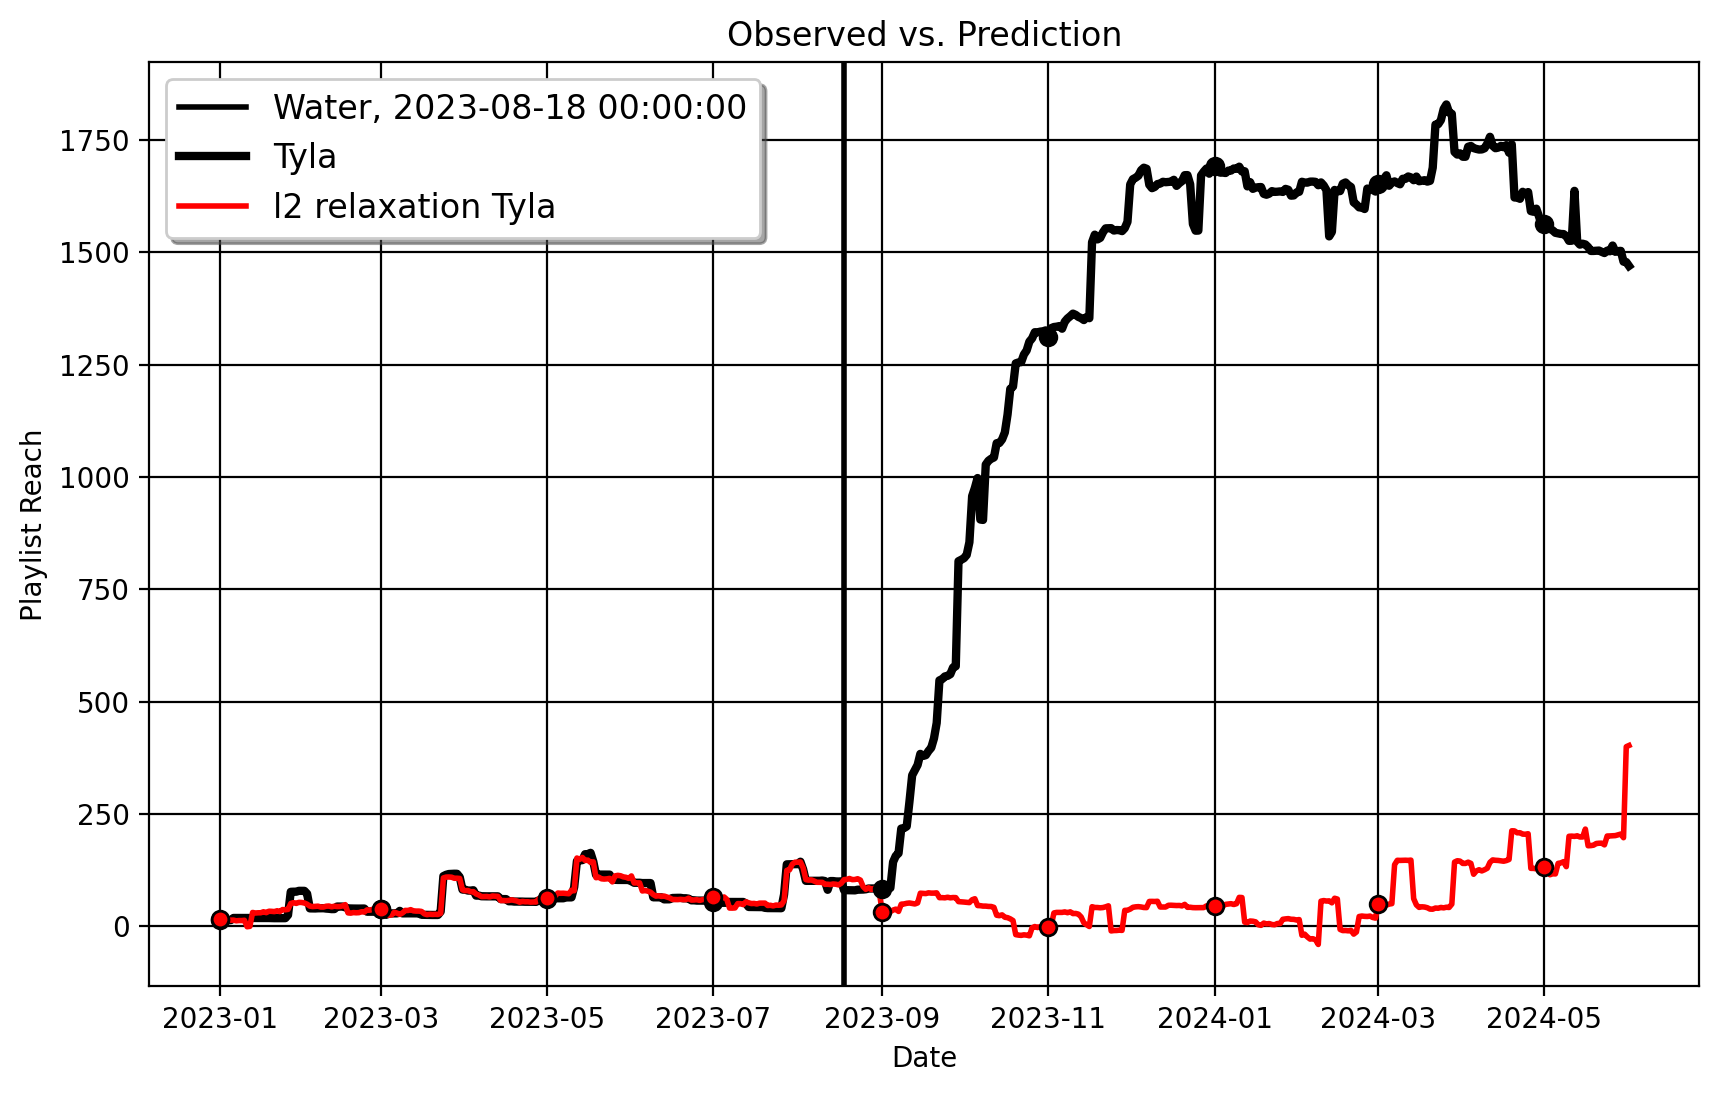 Observed vs. Prediction
Water, 2023-08-18 00:00:00
Tyla
l2 relaxation Tyla
1750
1500
1250
1000
750
500
250
0
Playlist Reach
2023-01 2023-03 2023-05 2023-07 2023-09 2023-11 2024-01 2024-03 2024-05
Date